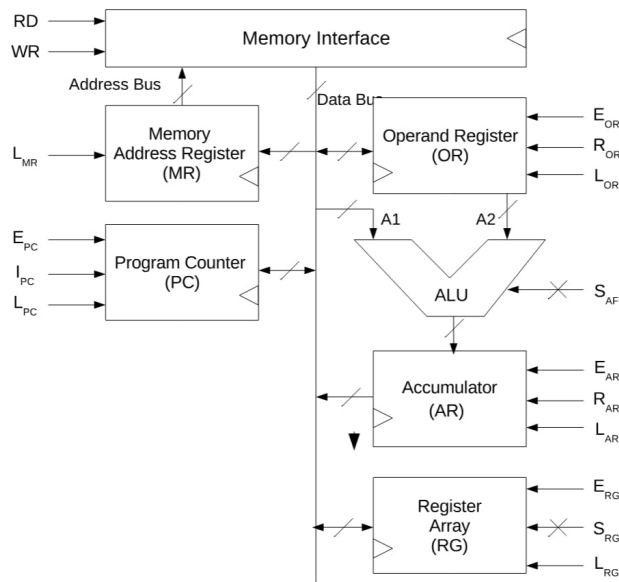 RD
WR
Memory Interface
Address Bus
Data Bus
Memory
Address Register
(MR)
L_MR
Operand Register
(OR)
E_OR
R_OR
L_OR
A1
A2
E_PC
I_PC
L_PC
Program Counter
(PC)
ALU
S_AF
Accumulator
(AR)
E_AR
R_AR
L_AR
Register
Array
(RG)
E_RG
S_RG
L_RG